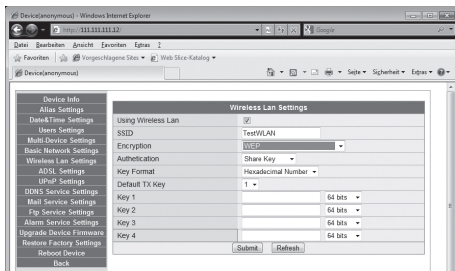 Device(anonymous) - Windows Internet Explorer
http://111.111.111.111.12/
Google
Datei Bearbeiten Ansicht Favoriten Extras ?
Favoriten Vorgeschlagene Sites Web Slice-Katalog
Device(anonymous) Seite Sicherheit Extras
Device Info
Alias Settings
Date&Time Settings
Users Settings
Multi-Device Settings
Basic Network Settings
Wireless Lan Settings
ADSL Settings
UPnP Settings
DDNS Service Settings
Mail Service Settings
Ftp Service Settings
Alarm Service Settings
Upgrade Device Firmware
Restore Factory Settings
Reboot Device
Back
Wireless Lan Settings
Using Wireless Lan
SSID TestWLAN
Encryption WEP
Authetication Share Key
Key Format Hexadecimal Number
Default TX Key 1
Key 1 64 bits
Key 2 64 bits
Key 3 64 bits
Key 4 64 bits
Submit Refresh